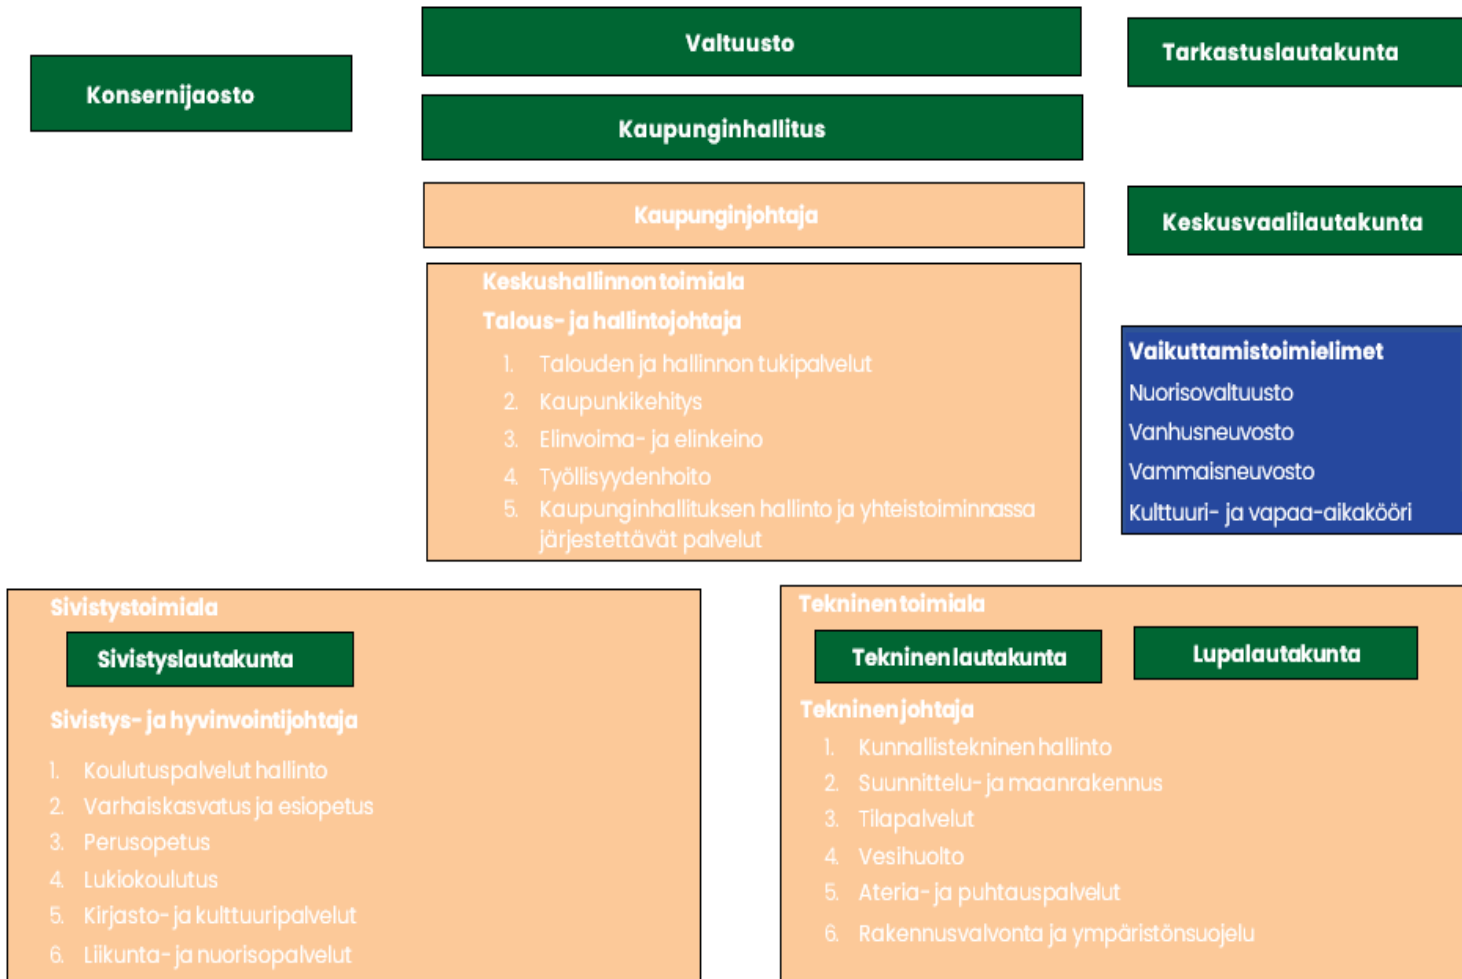 Valtuusto
Tarkastuslautakunta
Konsernijaosto
Kaupunginhallitus
Kaupunginjohtaja
Keskusvaalilautakunta
Keskushallinnon toimiala
Talous- ja hallintojohtaja
1. Talouden ja hallinnon tukipalvelut
2. Kaupunkikehitys
3. Elinvoima- ja elinkeino
4. Työllisyydenhoito
5. Kaupunginhallituksen hallinto ja yhteistoiminnassa
järjestettävät palvelut
Vaikuttamistoimielimet
Nuorisovaltuusto
Vanhusneuvosto
Vammaisneuvosto
Kulttuuri- ja vapaa-aikakööri
Sivistystoimiala
Sivistyslautakunta
Sivistys- ja hyvinvointijohtaja
1. Koulutuspalvelut hallinto
2. Varhaiskasvatus ja esiopetus
3. Perusopetus
4. Lukiokoulutus
5. Kirjasto- ja kulttuuripalvelut
6. Liikunta- ja nuorisopalvelut
Tekninen toimiala
Tekninen lautakunta
Lupalautakunta
Tekninen johtaja
1. Kunnallistekninen hallinto
2. Suunnittelu- ja maanrakennus
3. Tilapalvelut
4. Vesihuolto
5. Ateria- ja puhtauspalvelut
6. Rakennusvalvonta ja ympäristönsuojelu